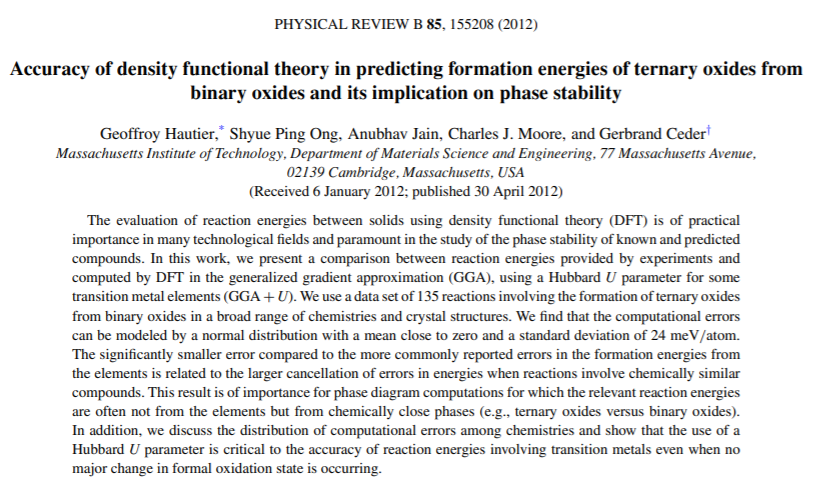 PHYSICAL REVIEW B 85, 155208 (2012)
Accuracy of density functional theory in predicting formation energies of ternary oxides from
binary oxides and its implication on phase stability
Geoffroy Hautier,* Shyue Ping Ong, Anubhav Jain, Charles J. Moore, and Gerbrand Ceder†
Massachusetts Institute of Technology, Department of Materials Science and Engineering, 77 Massachusetts Avenue,
02139 Cambridge, Massachusetts, USA
(Received 6 January 2012; published 30 April 2012)
The evaluation of reaction energies between solids using density functional theory (DFT) is of practical
importance in many technological fields and paramount in the study of the phase stability of known and predicted
compounds. In this work, we present a comparison between reaction energies provided by experiments and
computed by DFT in the generalized gradient approximation (GGA), using a Hubbard U parameter for some
transition metal elements (GGA + U). We use a data set of 135 reactions involving the formation of ternary oxides
from binary oxides in a broad range of chemistries and crystal structures. We find that the computational errors
can be modeled by a normal distribution with a mean close to zero and a standard deviation of 24 meV/atom.
The significantly smaller error compared to the more commonly reported errors in the formation energies from
the elements is related to the larger cancellation of errors in energies when reactions involve chemically similar
compounds. This result is of importance for phase diagram computations for which the relevant reaction energies
are often not from the elements but from chemically close phases (e.g., ternary oxides versus binary oxides).
In addition, we discuss the distribution of computational errors among chemistries and show that the use of a
Hubbard U parameter is critical to the accuracy of reaction energies involving transition metals even when no
major change in formal oxidation state is occurring.